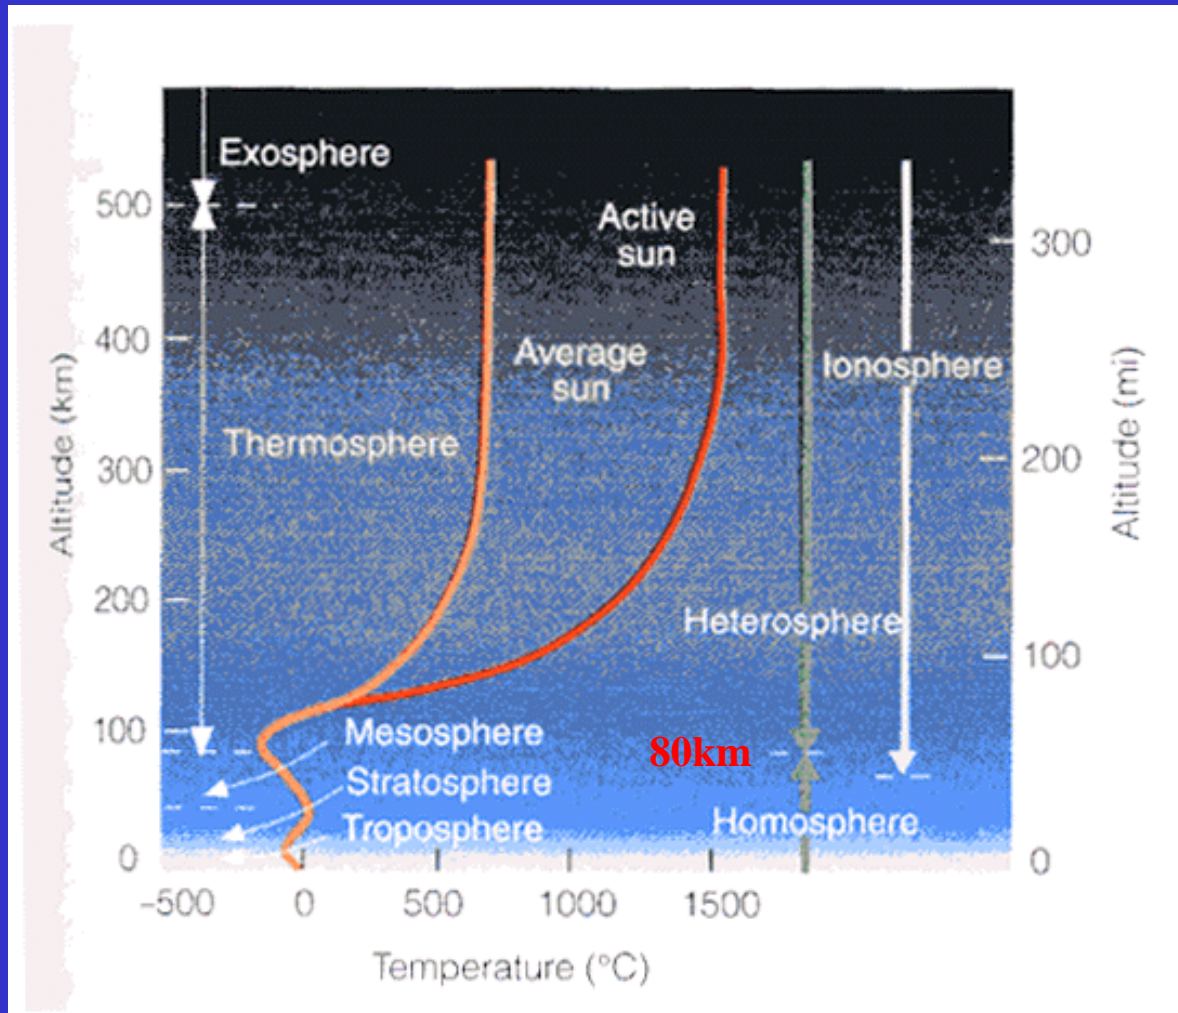 Exosphere
500
Active
sun
300
400
Average
sun
Ionosphere
Altitude (km)
Altitude (mi)
Thermosphere
300
200
200
Heterosphere
100
100
Mesosphere
80km
Stratosphere
Troposphere
Homosphere
0
0
-500
0
500
1000
1500
Temperature (°C)